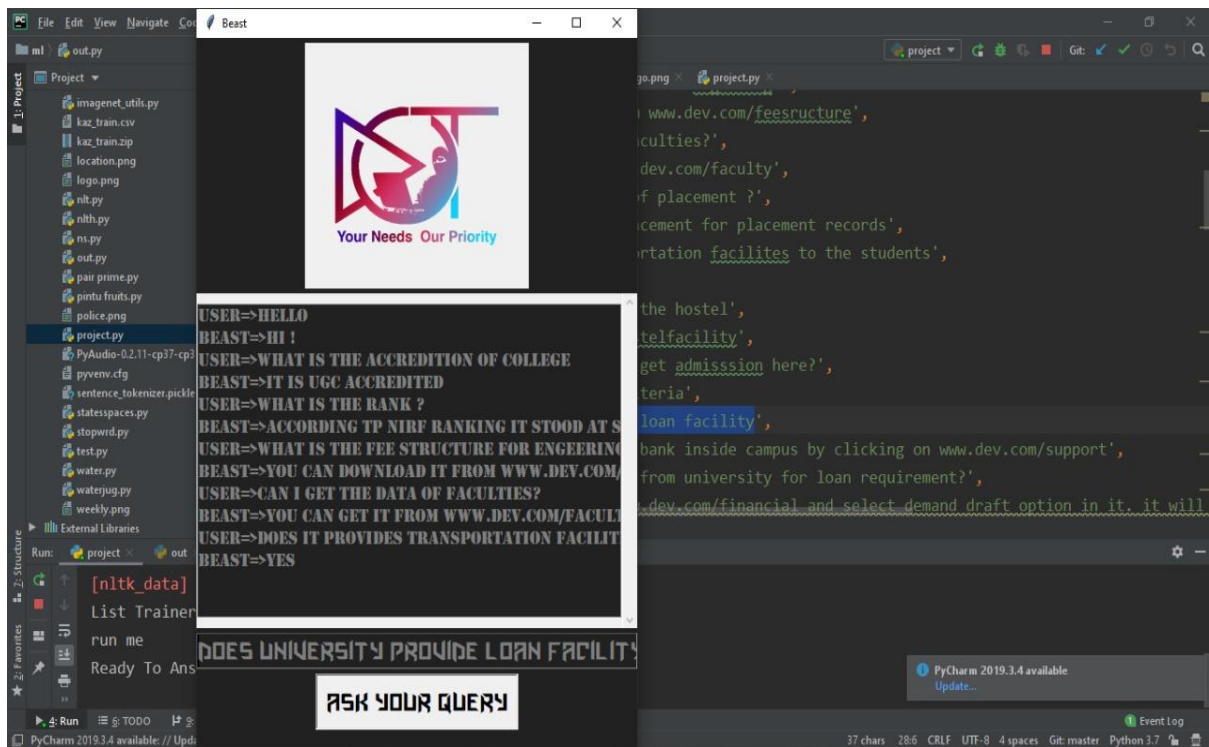 File Edit View Navigate
Beast
ml out.py
project
Git:
Project
project.py
1: Project
imagenet_utils.py
kaz_train.csv
kaz_train.zip
location.png
logo.png
nlt.py
nlth.py
ns.py
out.py
pair prime.py
pintu fruits.py
police.png
project.py
PyAudio-0.2.11-cp37-cp3
pyvenv.cfg
sentence_tokenizer.pickle
statesspaces.py
stopwrd.py
test.py
water.py
waterjug.py
weekly.png
External Libraries
Your Needs Our Priority
USER=>HELLO
BEAST=>HI !
USER=>WHAT IS THE ACCREDITION OF COLLEGE
BEAST=>IT IS UGC ACCREDITED
USER=>WHAT IS THE RANK ?
BEAST=>ACCORDING TP NIRF RANKING IT STOOD AT
USER=>WHAT IS THE FEE STRUCTURE FOR ENGEERING
BEAST=>YOU CAN DOWNLOAD IT FROM WWW.DEV.COM/
USER=>CAN I GET THE DATA OF FACULTIES?
BEAST=>YOU CAN GET IT FROM WWW.DEV.COM/FACULT
USER=>DOES IT PROVIDES TRANSPORTATION FACILIT
BEAST=>YES
DOES UNIVERSITY PROVIDE LOAN FACILITY
ASK YOUR QUERY
www.dev.com/feesructure',
culties?',
dev.com/faculty',
of placement ?',
cement for placement records',
rtation facilites to the students',
the hostel',
telfacility',
get admisssion here?',
teria',
loan facility',
bank inside campus by clicking on www.dev.com/support',
from university for loan requirement?',
.dev.com/financial and select demand draft option in it. it will
7: Structure
2: Favorites
Run: project out
[nltk_data]
List Trainer
run me
Ready To Ans
PyCharm 2019.3.4 available
Update...
4: Run 6: TODO 9:
1 Event Log
PyCharm 2019.3.4 available: // Upda
37 chars 28:6 CRLF UTF-8 4 spaces Git: master Python 3.7